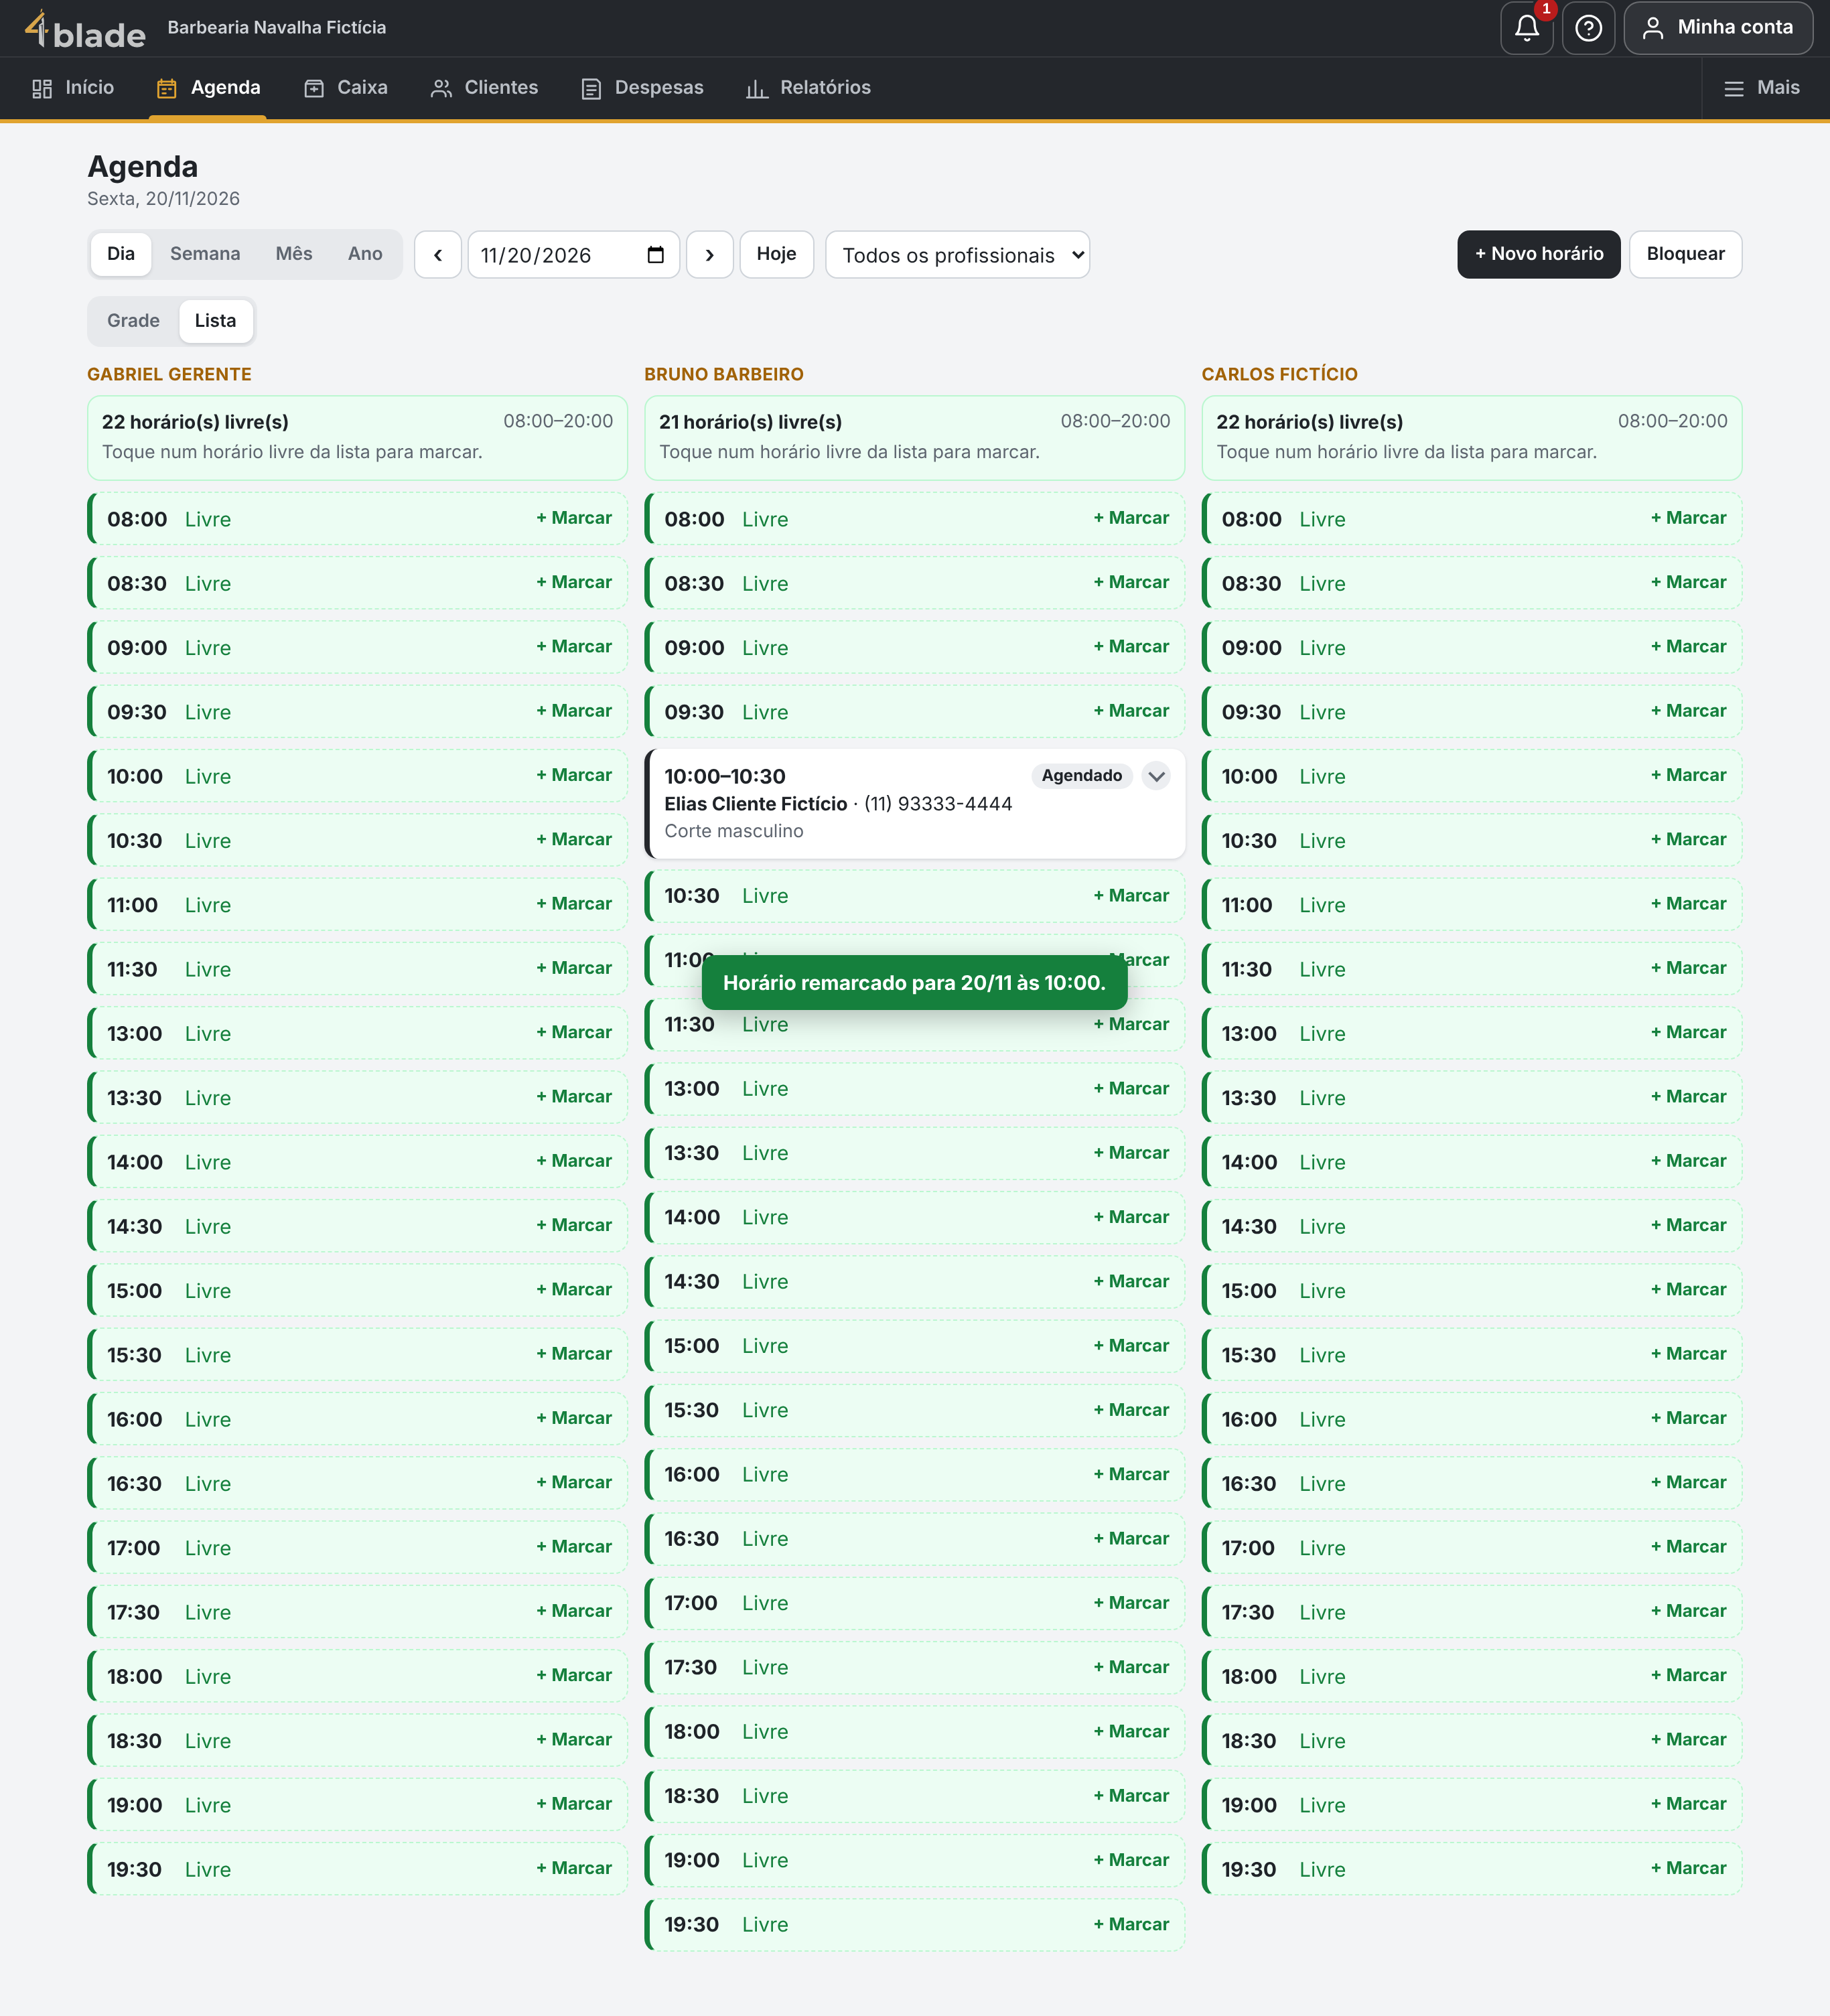 4blade
Barbearia Navalha Fictícia
1
Minha conta
Início
Agenda
Caixa
Clientes
Despesas
Relatórios
Mais
Agenda
Sexta, 20/11/2026
Dia
Semana
Mês
Ano
11/20/2026
Hoje
Todos os profissionais
+ Novo horário
Bloquear
Grade
Lista
GABRIEL GERENTE
22 horário(s) livre(s) 08:00–20:00
Toque num horário livre da lista para marcar.
08:00 Livre + Marcar
08:30 Livre + Marcar
09:00 Livre + Marcar
09:30 Livre + Marcar
10:00 Livre + Marcar
10:30 Livre + Marcar
11:00 Livre + Marcar
11:30 Livre + Marcar
13:00 Livre + Marcar
13:30 Livre + Marcar
14:00 Livre + Marcar
14:30 Livre + Marcar
15:00 Livre + Marcar
15:30 Livre + Marcar
16:00 Livre + Marcar
16:30 Livre + Marcar
17:00 Livre + Marcar
17:30 Livre + Marcar
18:00 Livre + Marcar
18:30 Livre + Marcar
19:00 Livre + Marcar
19:30 Livre + Marcar
BRUNO BARBEIRO
21 horário(s) livre(s) 08:00–20:00
Toque num horário livre da lista para marcar.
08:00 Livre + Marcar
08:30 Livre + Marcar
09:00 Livre + Marcar
09:30 Livre + Marcar
10:00–10:30 Agendado
Elias Cliente Fictício · (11) 93333-4444
Corte masculino
10:30 Livre + Marcar
11:00 Marcar
Horário remarcado para 20/11 às 10:00.
11:30 Livre + Marcar
13:00 Livre + Marcar
13:30 Livre + Marcar
14:00 Livre + Marcar
14:30 Livre + Marcar
15:00 Livre + Marcar
15:30 Livre + Marcar
16:00 Livre + Marcar
16:30 Livre + Marcar
17:00 Livre + Marcar
17:30 Livre + Marcar
18:00 Livre + Marcar
18:30 Livre + Marcar
19:00 Livre + Marcar
19:30 Livre + Marcar
CARLOS FICTÍCIO
22 horário(s) livre(s) 08:00–20:00
Toque num horário livre da lista para marcar.
08:00 Livre + Marcar
08:30 Livre + Marcar
09:00 Livre + Marcar
09:30 Livre + Marcar
10:00 Livre + Marcar
10:30 Livre + Marcar
11:00 Livre + Marcar
11:30 Livre + Marcar
13:00 Livre + Marcar
13:30 Livre + Marcar
14:00 Livre + Marcar
14:30 Livre + Marcar
15:00 Livre + Marcar
15:30 Livre + Marcar
16:00 Livre + Marcar
16:30 Livre + Marcar
17:00 Livre + Marcar
17:30 Livre + Marcar
18:00 Livre + Marcar
18:30 Livre + Marcar
19:00 Livre + Marcar
19:30 Livre + Marcar